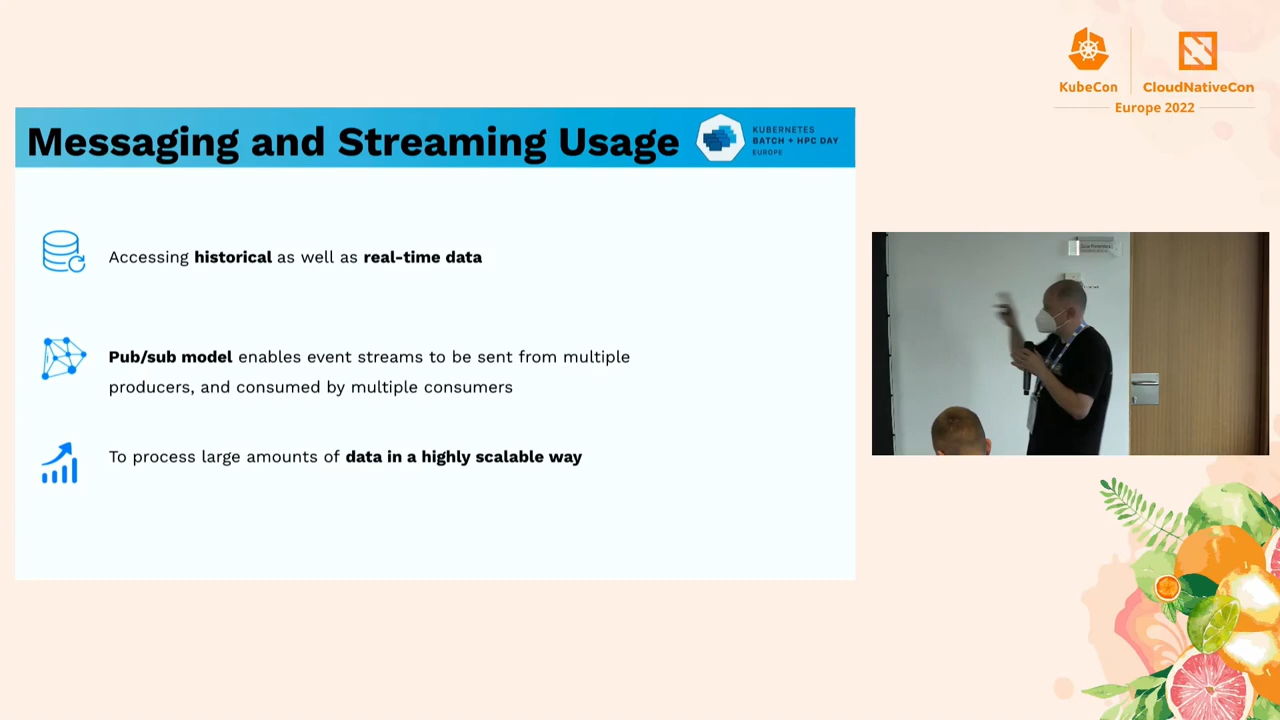 KubeCon
CloudNativeCon
Europe 2022
Messaging and Streaming Usage
KUBERNETES
BATCH + HPC DAY
EUROPE
Accessing historical as well as real-time data
Pub/sub model enables event streams to be sent from multiple
producers, and consumed by multiple consumers
To process large amounts of data in a highly scalable way